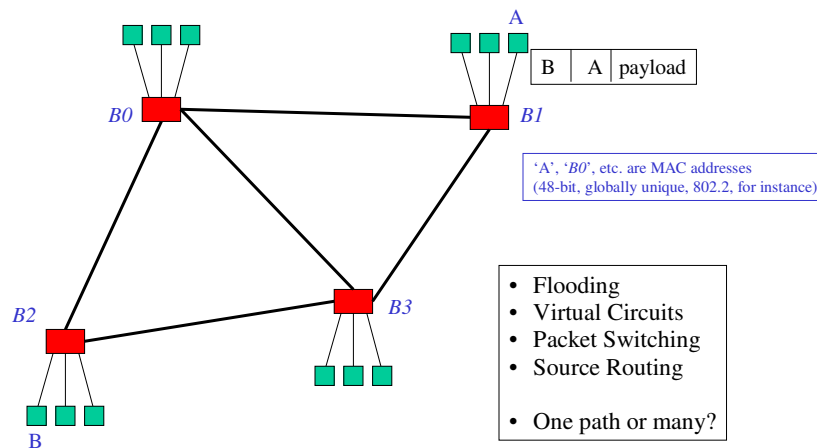 A
B A payload
B0
B1
‘A’, ‘B0’, etc. are MAC addresses
(48-bit, globally unique, 802.2, for instance)
B2
B3
B
• Flooding
• Virtual Circuits
• Packet Switching
• Source Routing
• One path or many?